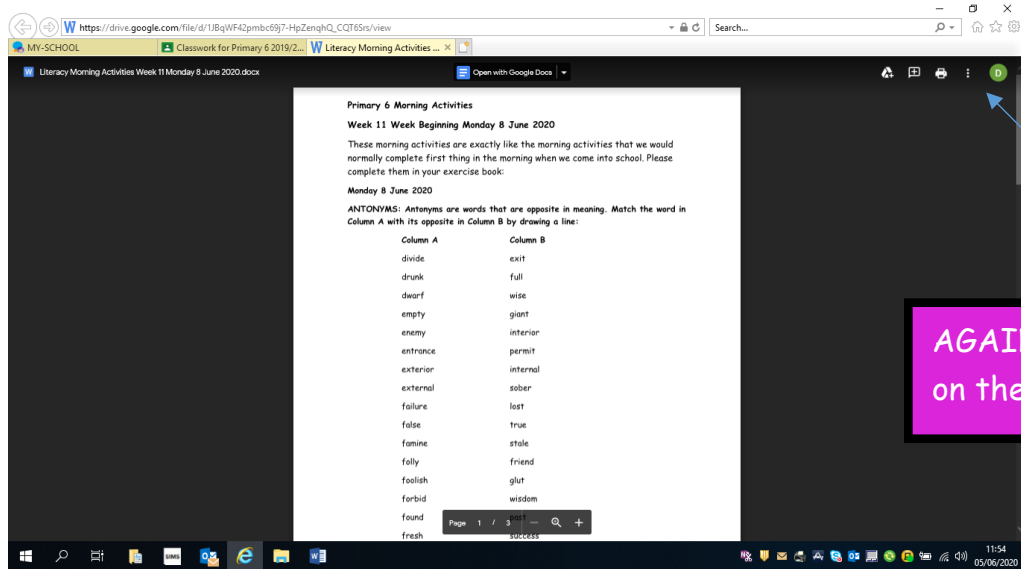 https://drive.google.com/file/d/1JBqWF42pmbc69j7-HpZenqhQ_CQT6Srs/view
Search...
MY-SCHOOL
Classwork for Primary 6 2019/2...
Literacy Morning Activities ...
Literacy Morning Activities Week 11 Monday 8 June 2020.docx
Open with Google Docs
D
Primary 6 Morning Activities
Week 11 Week Beginning Monday 8 June 2020
These morning activities are exactly like the morning activities that we would
normally complete first thing in the morning when we come into school. Please
complete them in your exercise book:
Monday 8 June 2020
ANTONYMS: Antonyms are words that are opposite in meaning. Match the word in
Column A with its opposite in Column B by drawing a line:
Column A Column B
divide exit
drunk full
dwarf wise
empty giant
enemy interior
entrance permit
exterior internal
external sober
failure lost
false true
famine stale
folly friend
foolish glut
forbid wisdom
found past
fresh success
Page 1 / 3
AGAI
on the
SIMS
11:54
05/06/2020